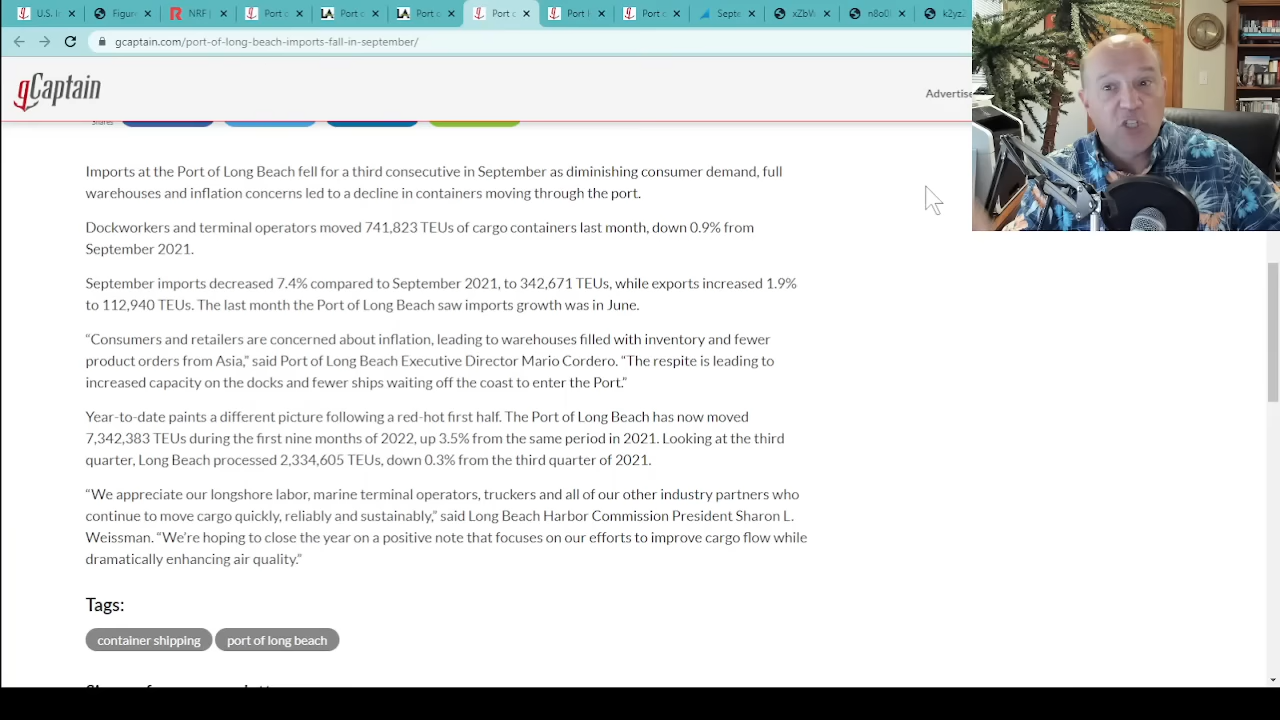 U.S. I
Figur
NRF |
Port c
Port c
Port c
Port c
Port I
Port c
Septe
xZbV
n8o0I
k2yc
gcaptain.com/port-of-long-beach-imports-fall-in-september/
gCaptain
Advertise
Shares
Imports at the Port of Long Beach fell for a third consecutive in September as diminishing consumer demand, full
warehouses and inflation concerns led to a decline in containers moving through the port.
Dockworkers and terminal operators moved 741,823 TEUs of cargo containers last month, down 0.9% from
September 2021.
September imports decreased 7.4% compared to September 2021, to 342,671 TEUs, while exports increased 1.9%
to 112,940 TEUs. The last month the Port of Long Beach saw imports growth was in June.
“Consumers and retailers are concerned about inflation, leading to warehouses filled with inventory and fewer
product orders from Asia,” said Port of Long Beach Executive Director Mario Cordero. “The respite is leading to
increased capacity on the docks and fewer ships waiting off the coast to enter the Port.”
Year-to-date paints a different picture following a red-hot first half. The Port of Long Beach has now moved
7,342,383 TEUs during the first nine months of 2022, up 3.5% from the same period in 2021. Looking at the third
quarter, Long Beach processed 2,334,605 TEUs, down 0.3% from the third quarter of 2021.
“We appreciate our longshore labor, marine terminal operators, truckers and all of our other industry partners who
continue to move cargo quickly, reliably and sustainably,” said Long Beach Harbor Commission President Sharon L.
Weissman. “We’re hoping to close the year on a positive note that focuses on our efforts to improve cargo flow while
dramatically enhancing air quality.“
Tags:
container shipping
port of long beach